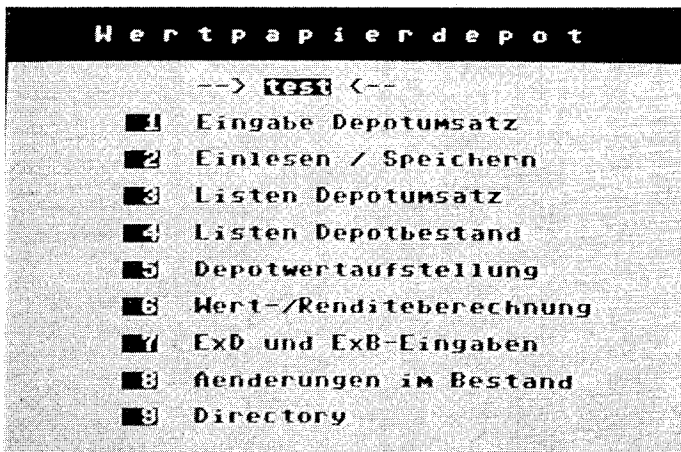 Wertpapierdepot
--> test <--
1 Eingabe Depotumsatz
2 Einlesen / Speichern
3 Listen Depotumsatz
4 Listen Depotbestand
5 Depotwertaufstellung
6 Wert-/Renditeberechnung
7 ExD und ExB-Eingaben
8 Aenderungen im Bestand
9 Directory